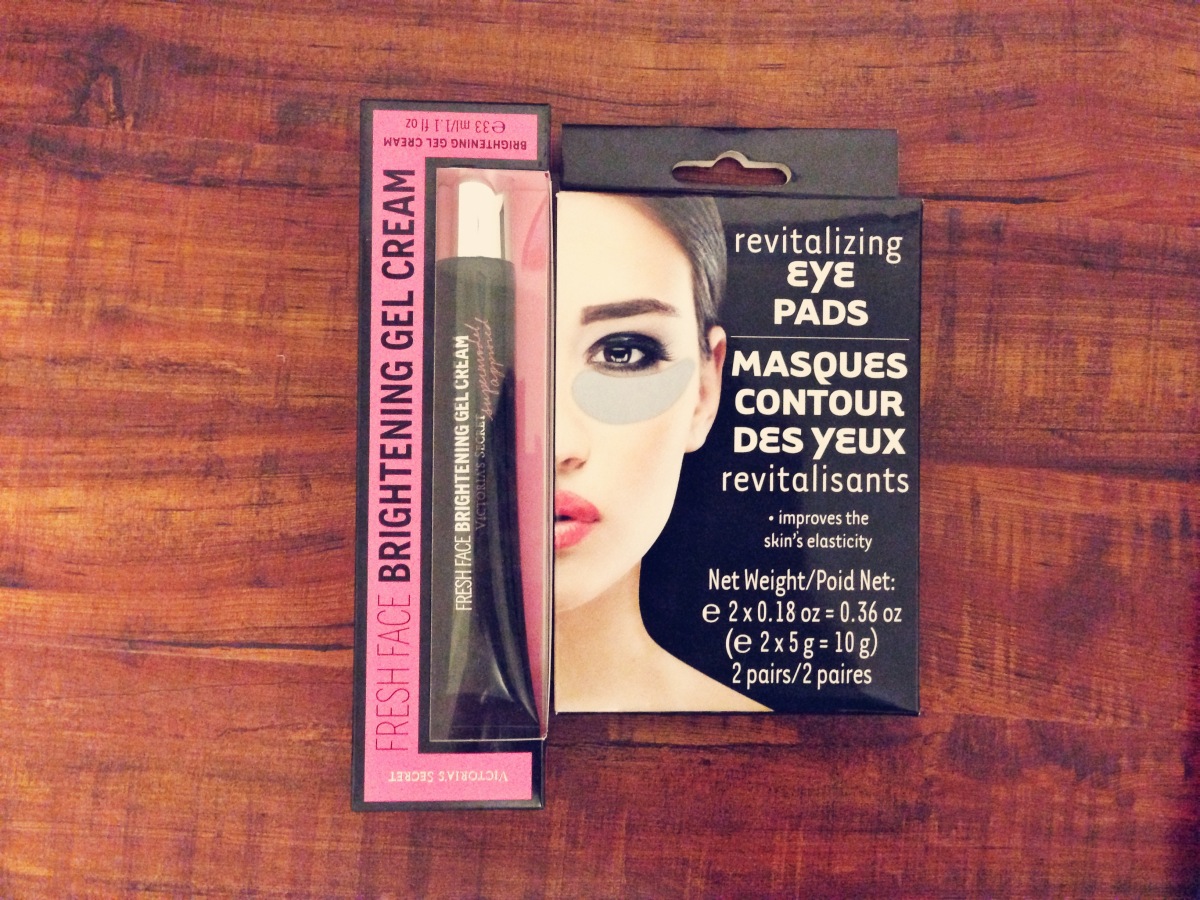 ℮33 ml/1.1 fl oz
BRIGHTENING GEL CREAM
FRESH FACE BRIGHTENING GEL CREAM
VICTORIA'S SECRET
FRESH FACE BRIGHTENING GEL CREAM
VICTORIA'S SECRET
supermodel
approved
revitalizing
EYE
PADS
MASQUES
CONTOUR
DES YEUX
revitalisants
• improves the
skin's elasticity
Net Weight/Poid Net:
℮ 2 x 0.18 oz = 0.36 oz
(℮ 2 x 5 g = 10 g)
2 pairs/2 paires